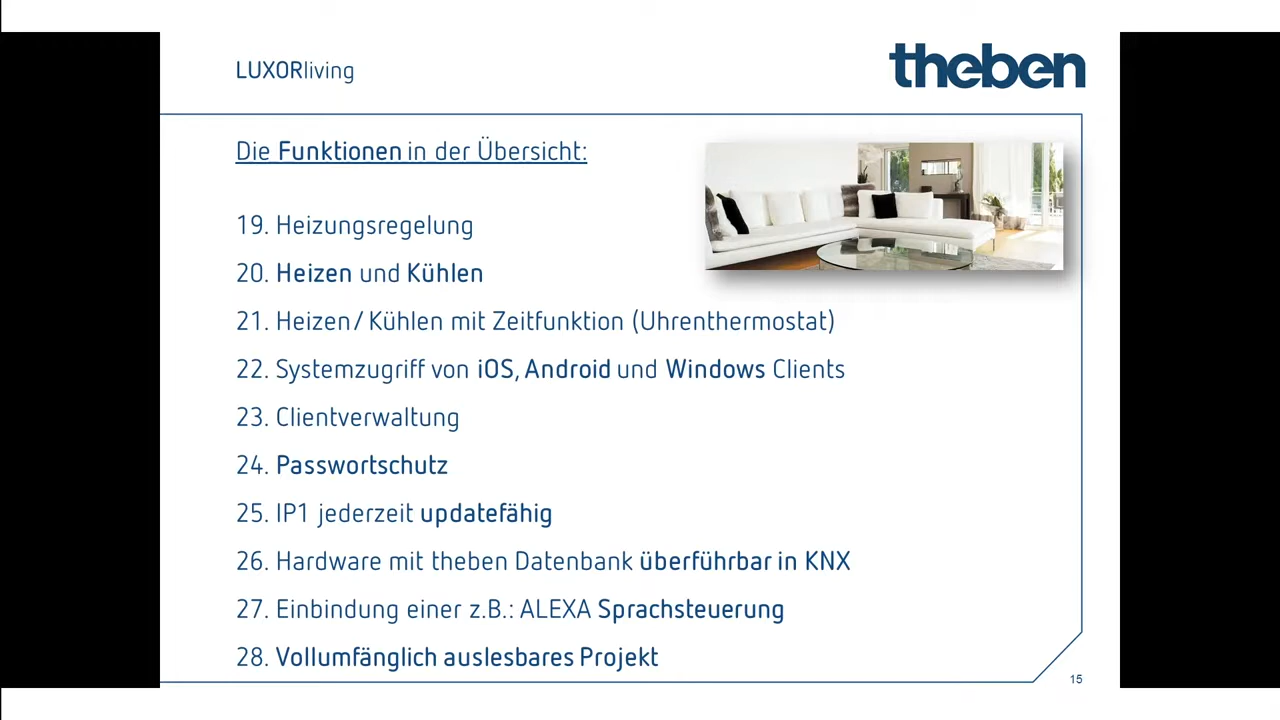 LUXORliving
theben
Die Funktionen in der Übersicht:
19. Heizungsregelung
20. Heizen und Kühlen
21. Heizen/Kühlen mit Zeitfunktion (Uhrenthermostat)
22. Systemzugriff von iOS, Android und Windows Clients
23. Clientverwaltung
24. Passwortschutz
25. IP1 jederzeit updatefähig
26. Hardware mit theben Datenbank überführbar in KNX
27. Einbindung einer z.B.: ALEXA Sprachsteuerung
28. Vollumfänglich auslesbares Projekt
15